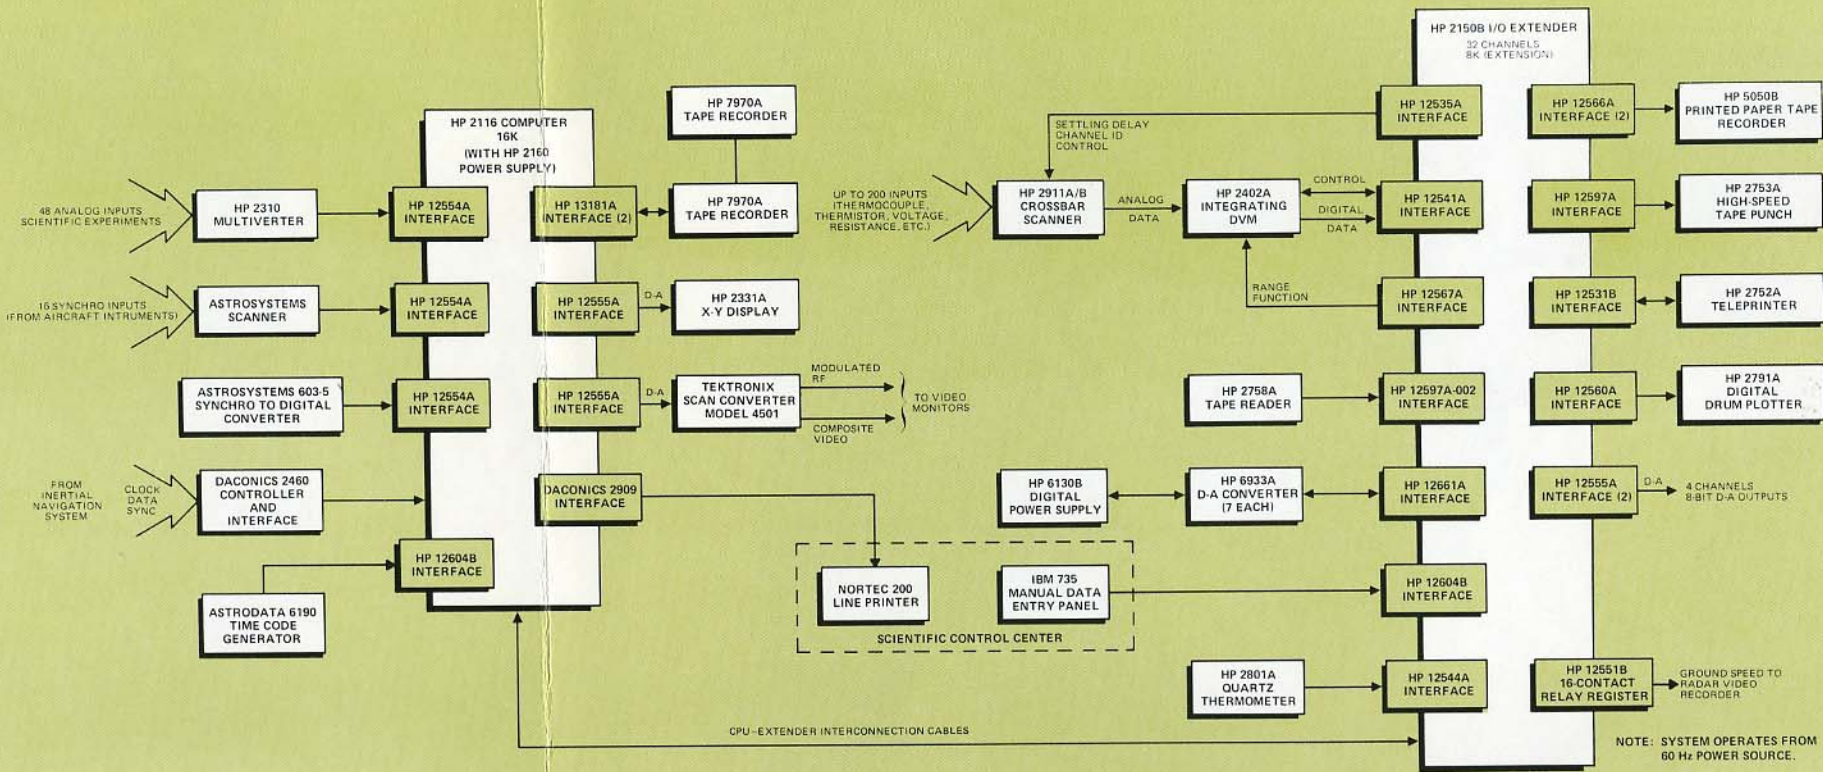 HP 2116 COMPUTER
16K
(WITH HP 2160
POWER SUPPLY)
48 ANALOG INPUTS
SCIENTIFIC EXPERIMENTS
HP 2310
MULTIVERTER
HP 12554A
INTERFACE
16 SYNCHRO INPUTS
(FROM AIRCRAFT INTRUMENTS)
ASTROSYSTEMS
SCANNER
HP 12554A
INTERFACE
ASTROSYSTEMS 603-5
SYNCHRO TO DIGITAL
CONVERTER
HP 12554A
INTERFACE
FROM
INERTIAL
NAVIGATION
SYSTEM
CLOCK
DATA
SYNC
DACONICS 2460
CONTROLLER
AND
INTERFACE
HP 12604B
INTERFACE
ASTRODATA 6190
TIME CODE
GENERATOR
HP 7970A
TAPE RECORDER
HP 13181A
INTERFACE (2)
HP 7970A
TAPE RECORDER
HP 12555A
INTERFACE
D-A
HP 2331A
X-Y DISPLAY
HP 12555A
INTERFACE
D-A
TEKTRONIX
SCAN CONVERTER
MODEL 4501
MODULATED
RF
COMPOSITE
VIDEO
TO VIDEO
MONITORS
DACONICS 2909
INTERFACE
NORTEC 200
LINE PRINTER
IBM 735
MANUAL DATA
ENTRY PANEL
SCIENTIFIC CONTROL CENTER
CPU-EXTENDER INTERCONNECTION CABLES
HP 2150B I/O EXTENDER
32 CHANNELS
8K (EXTENSION)
SETTLING DELAY
CHANNEL ID
CONTROL
HP 12535A
INTERFACE
UP TO 200 INPUTS
(THERMOCOUPLE,
THERMISTOR, VOLTAGE,
RESISTANCE, ETC.)
HP 2911A/B
CROSSBAR
SCANNER
ANALOG
DATA
HP 2402A
INTEGRATING
DVM
CONTROL
DIGITAL
DATA
HP 12541A
INTERFACE
RANGE
FUNCTION
HP 12567A
INTERFACE
HP 2758A
TAPE READER
HP 12597A-002
INTERFACE
HP 6130B
DIGITAL
POWER SUPPLY
HP 6933A
D-A CONVERTER
(7 EACH)
HP 12661A
INTERFACE
HP 12604B
INTERFACE
HP 2801A
QUARTZ
THERMOMETER
HP 12544A
INTERFACE
HP 12566A
INTERFACE (2)
HP 5050B
PRINTED PAPER TAPE
RECORDER
HP 12597A
INTERFACE
HP 2753A
HIGH-SPEED
TAPE PUNCH
HP 12531B
INTERFACE
HP 2752A
TELEPRINTER
HP 12560A
INTERFACE
HP 2791A
DIGITAL
DRUM PLOTTER
HP 12555A
INTERFACE (2)
D-A
4 CHANNELS
8-BIT D-A OUTPUTS
HP 12551B
16-CONTACT
RELAY REGISTER
GROUND SPEED TO
RADAR VIDEO
RECORDER
NOTE: SYSTEM OPERATES FROM
60 Hz POWER SOURCE.